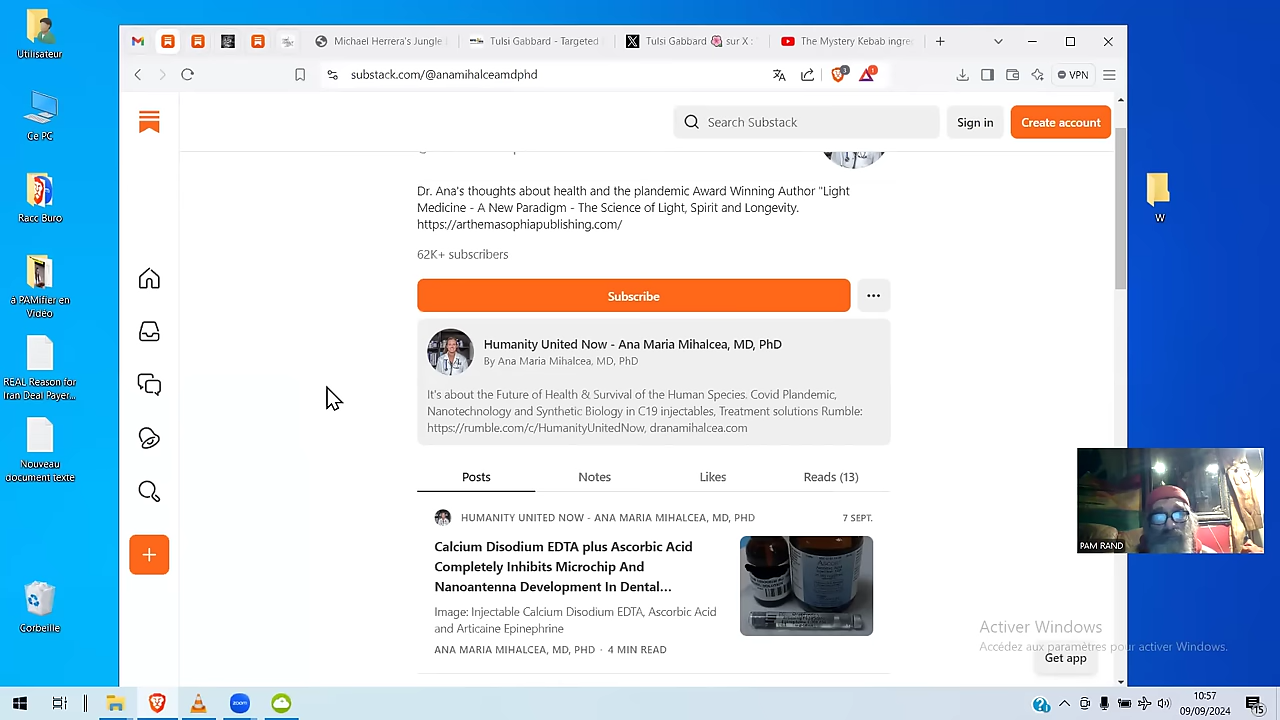 Utilisateur
Ce PC
Racc Buro
à PAMifier en
Vidéo
REAL Reason for
Iran Deal Payer...
Nouveau
document texte
Corbeille
Michael Herrera's Jungle
Tulsi Gabbard - Targeted
Tulsi Gabbard 🌺 sur X -
The Mystery Kebab ingre
substack.com/@anamihalceamdphd
3
1
VPN
Search Substack
Sign in
Create account
Dr. Ana's thoughts about health and the plandemic Award Winning Author "Light
Medicine - A New Paradigm - The Science of Light, Spirit and Longevity.
https://arthemasophiapublishing.com/
62K+ subscribers
Subscribe
Humanity United Now - Ana Maria Mihalcea, MD, PhD
By Ana Maria Mihalcea, MD, PhD
It's about the Future of Health & Survival of the Human Species. Covid Plandemic,
Nanotechnology and Synthetic Biology in C19 injectables, Treatment solutions Rumble:
https://rumble.com/c/HumanityUnitedNow, dranamihalcea.com
Posts
Notes
Likes
Reads (13)
HUMANITY UNITED NOW - ANA MARIA MIHALCEA, MD, PHD
7 SEPT.
Calcium Disodium EDTA plus Ascorbic Acid
Completely Inhibits Microchip And
Nanoantenna Development In Dental...
Image: Injectable Calcium Disodium EDTA, Ascorbic Acid
and Articaine Epinephrine
ANA MARIA MIHALCEA, MD, PHD · 4 MIN READ
W
PAM RAND
Activer Windows
Accédez aux paramètres pour activer Windows.
Get app
zoom
10:57
09/09/2024
15